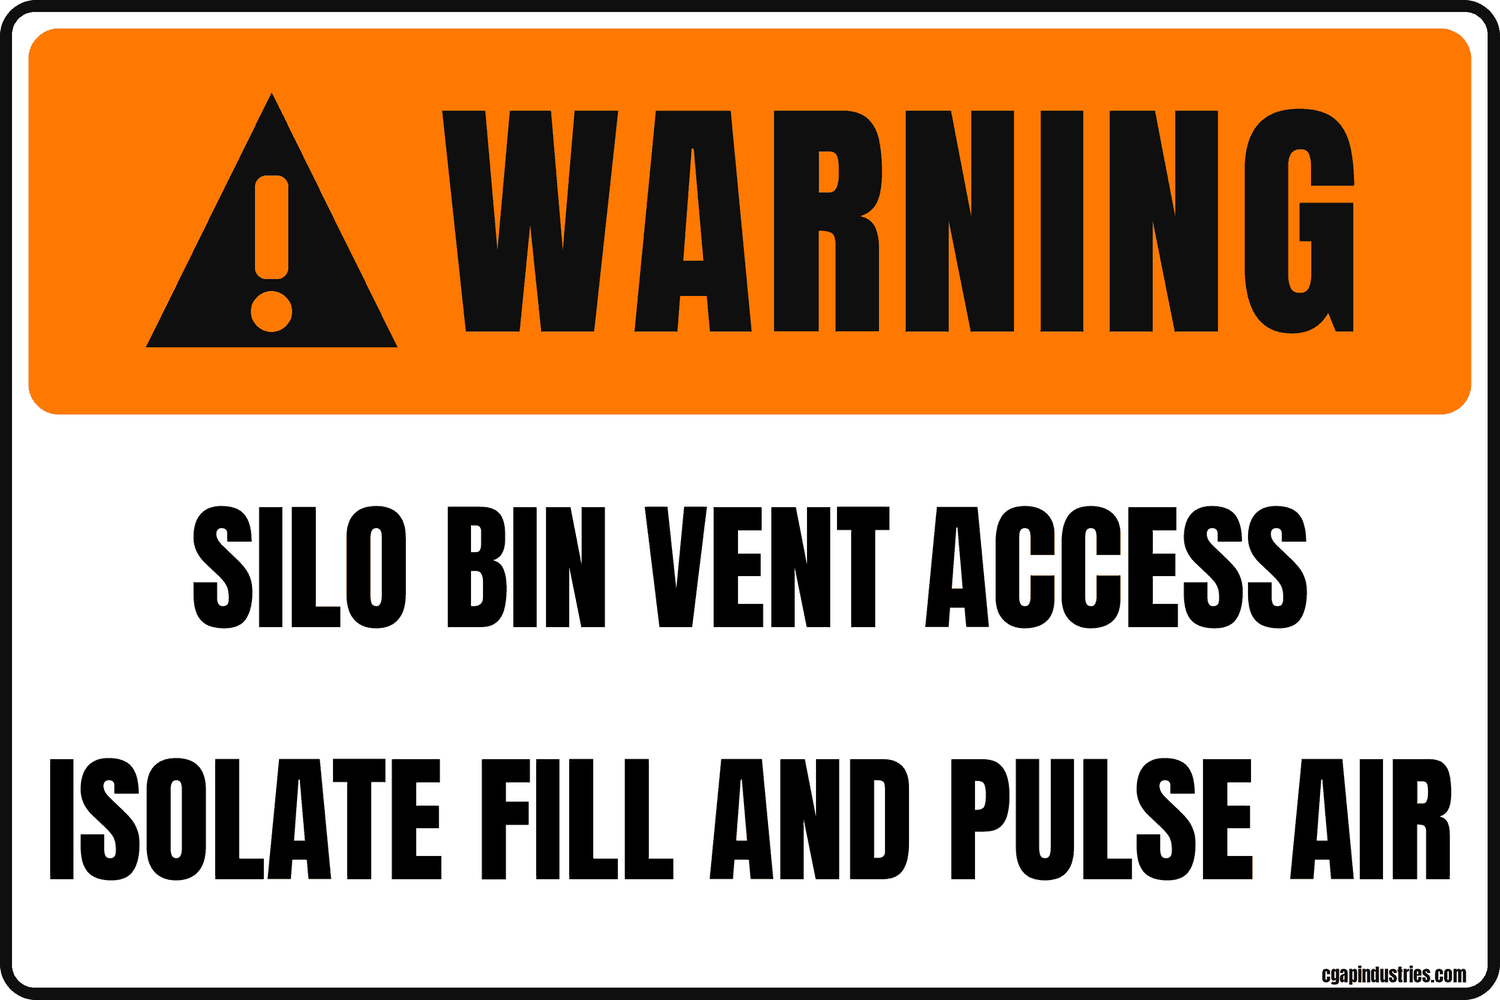 WARNING
SILO BIN VENT ACCESS
ISOLATE FILL AND PULSE AIR
cgapindustries.com